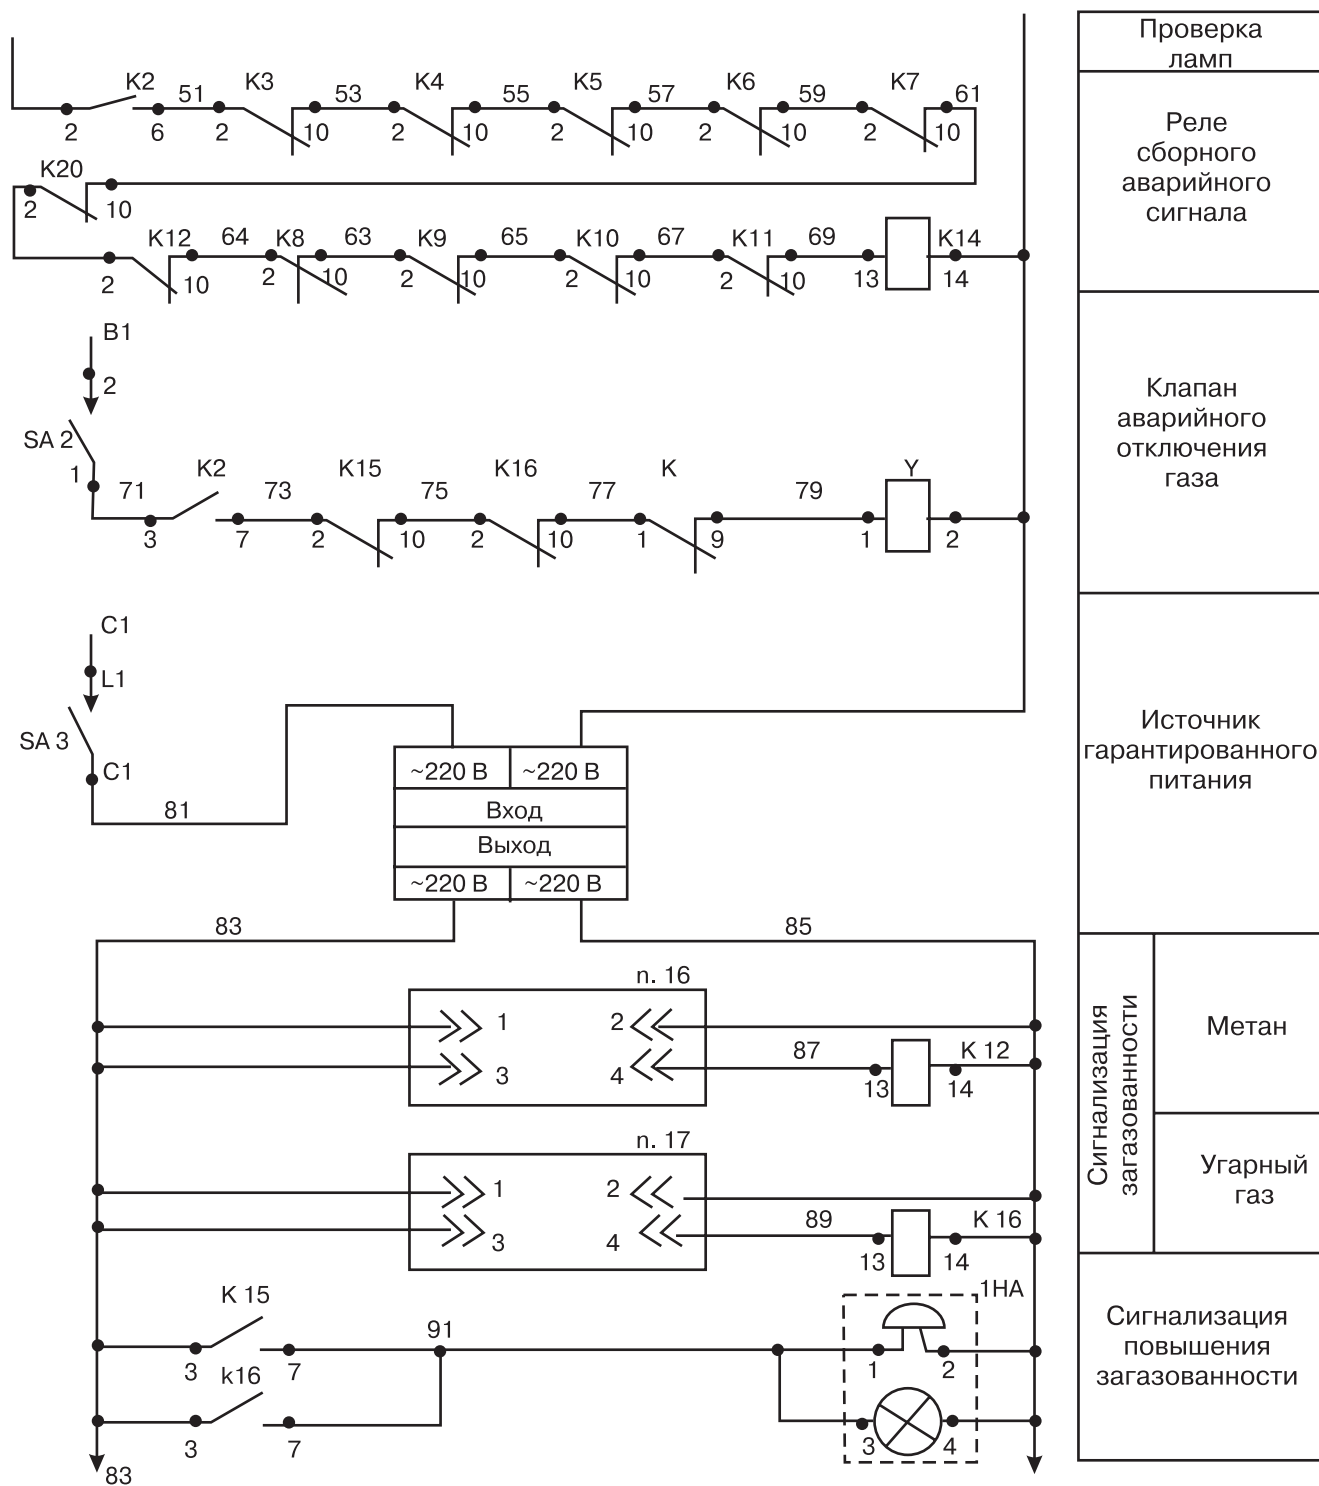 Проверка
ламп
K2 51 K3 53 K4 55 K5 57 K6 59 K7 61
2 6 2 10 2 10 2 10 2 10 2 10
Реле
сборного
аварийного
сигнала
K20
2 10
K12 64 K8 63 K9 65 K10 67 K11 69 K14
2 10 2 10 2 10 2 10 2 10 13 14
B1
2
SA 2
1
71 K2 73 K15 75 K16 77 K 79 Y
3 7 2 10 2 10 1 9 1 2
Клапан
аварийного
отключения
газа
C1
L1
SA 3
C1
81
~220 В ~220 В
Вход
Выход
~220 В ~220 В
Источник
гарантированного
питания
83 85
п. 16
1 2
3 4 87 K 12
13 14
Сигнализация
загазованности
Метан
п. 17
1 2
3 4 89 K 16
13 14
Угарный
газ
K 15 91 1HA
3 7 1 2
k16
3 7 3 4
83
Сигнализация
повышения
загазованности